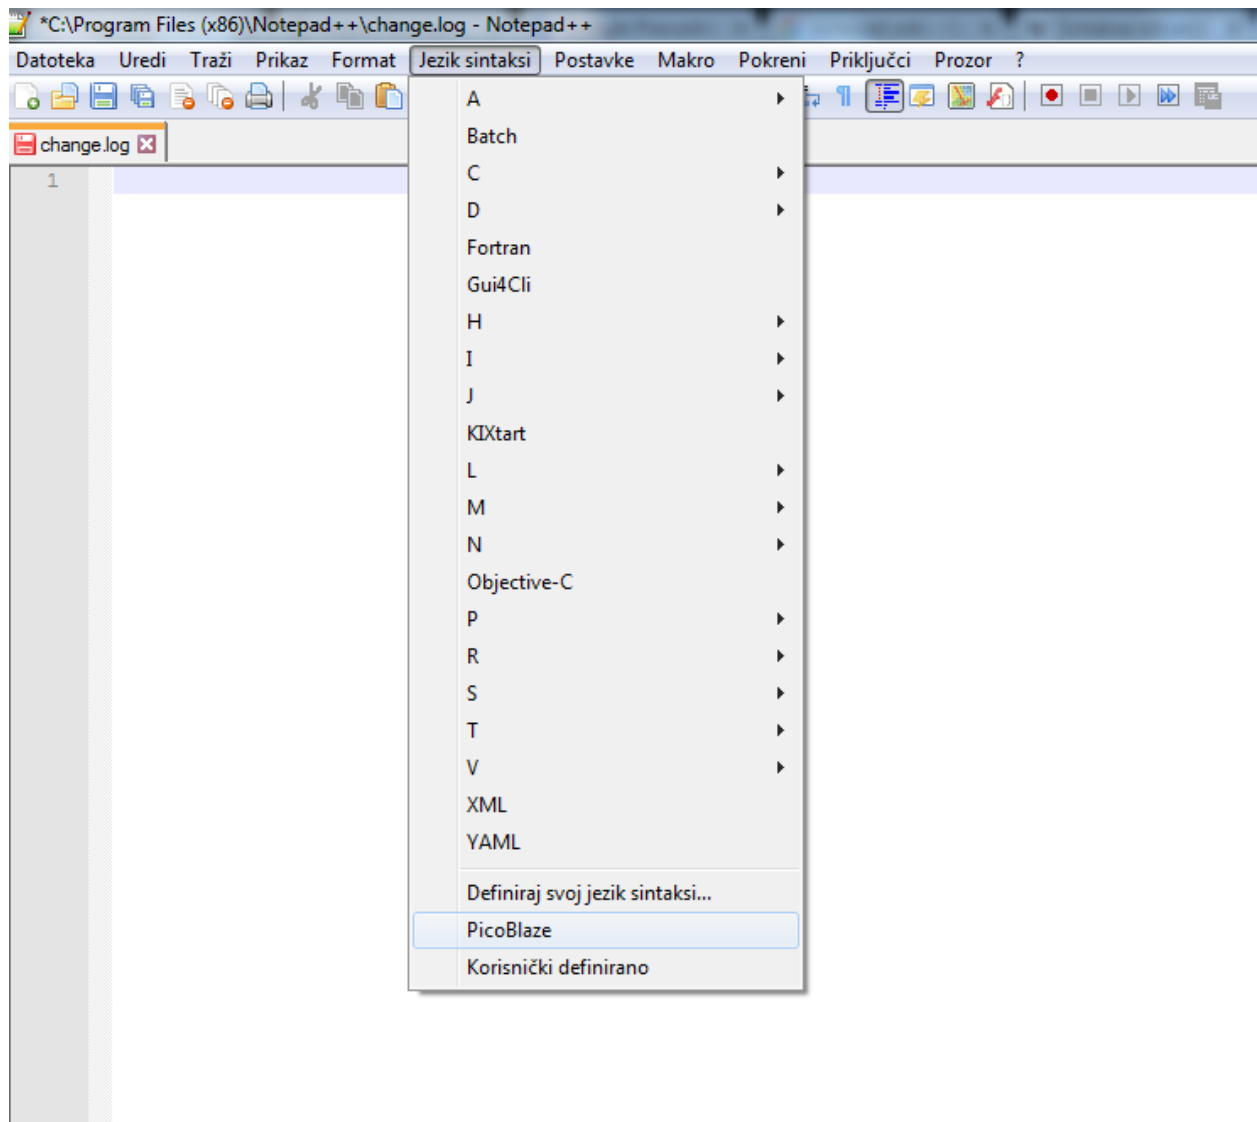 *C:\Program Files (x86)\Notepad++\change.log - Notepad++
Datoteka Uredi Traži Prikaz Format Jezik sintaksi Postavke Makro Pokreni Priključci Prozor ?
change.log
1
A
Batch
C
D
Fortran
Gui4Cli
H
I
J
KIXtart
L
M
N
Objective-C
P
R
S
T
V
XML
YAML
Definiraj svoj jezik sintaksi...
PicoBlaze
Korisnički definirano